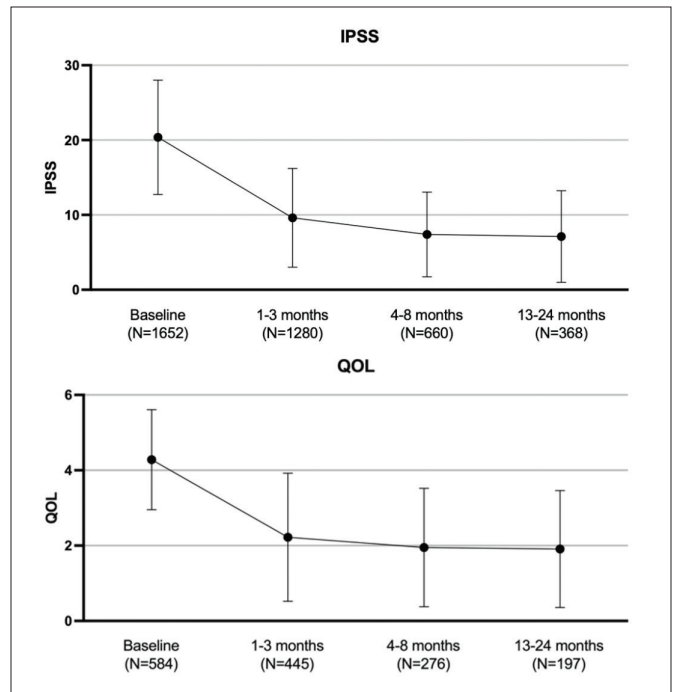 IPSS
30
20
10
0
IPSS
Baseline 1-3 months 4-8 months 13-24 months
(N=1652) (N=1280) (N=660) (N=368)
QOL
6
4
2
0
QOL
Baseline 1-3 months 4-8 months 13-24 months
(N=584) (N=445) (N=276) (N=197)